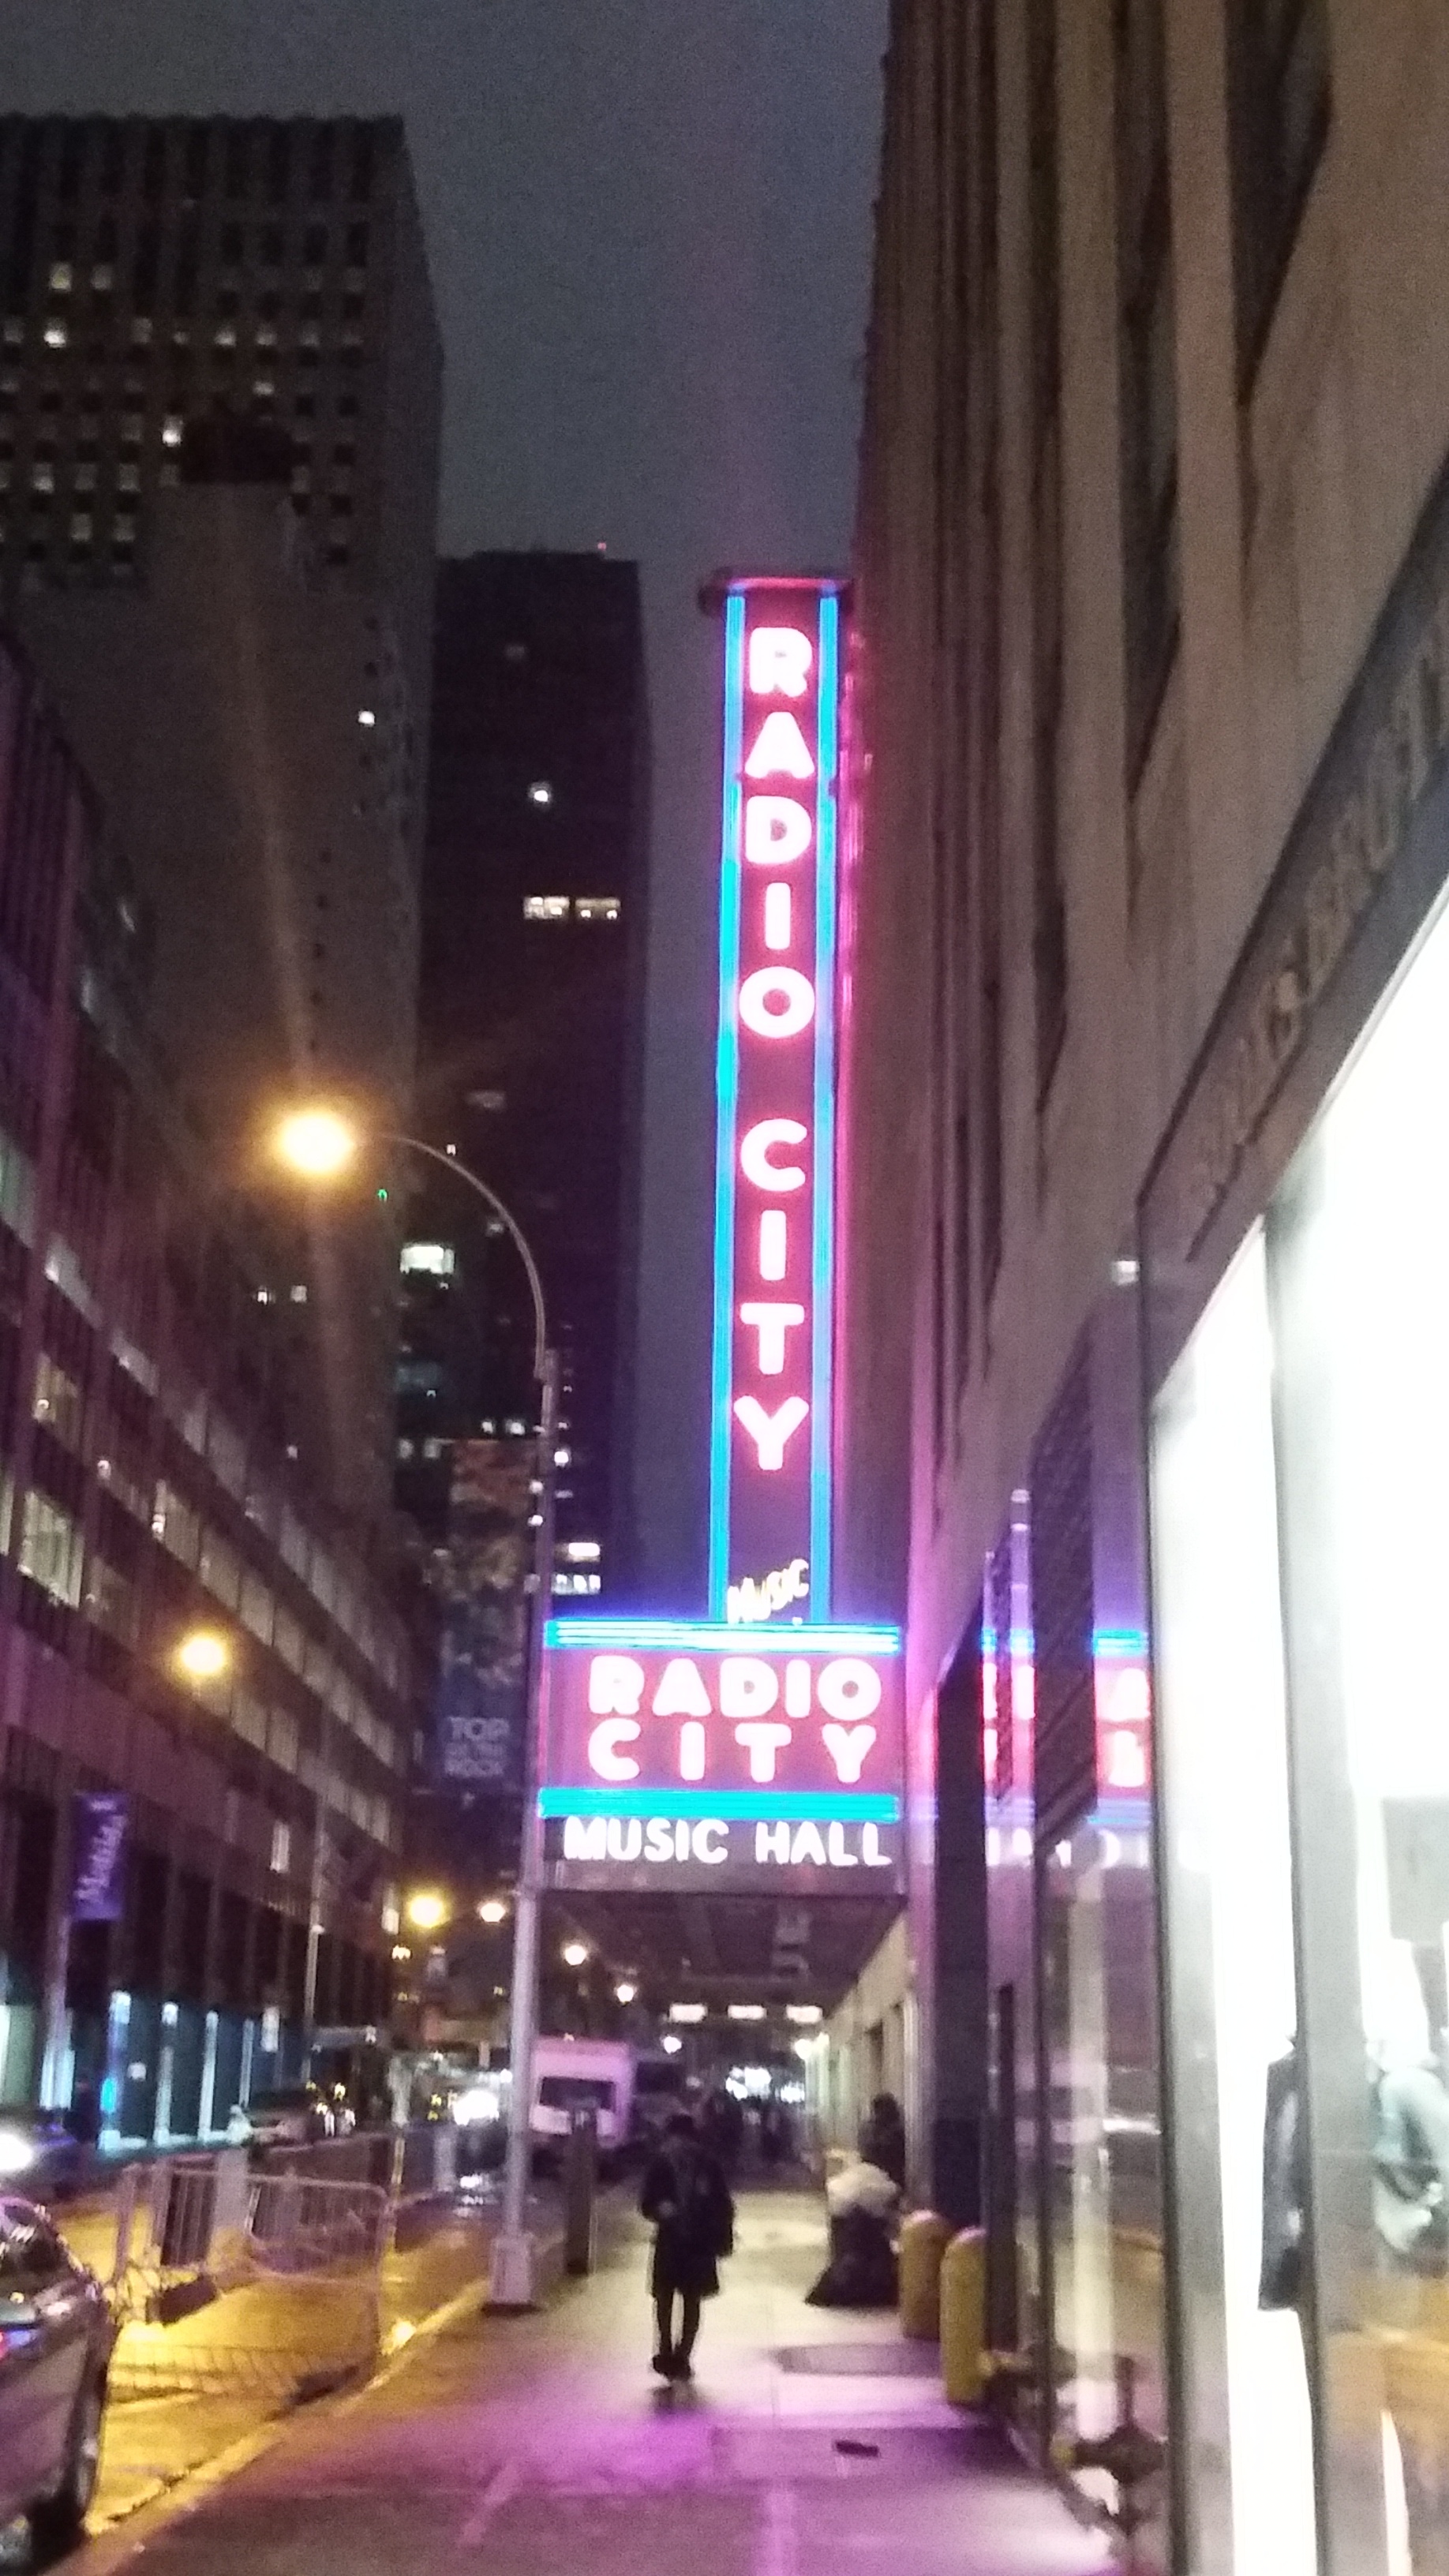 RADIO CITY
MUSIC
RADIO
CITY
MUSIC HALL
TOP
OF THE
ROCK